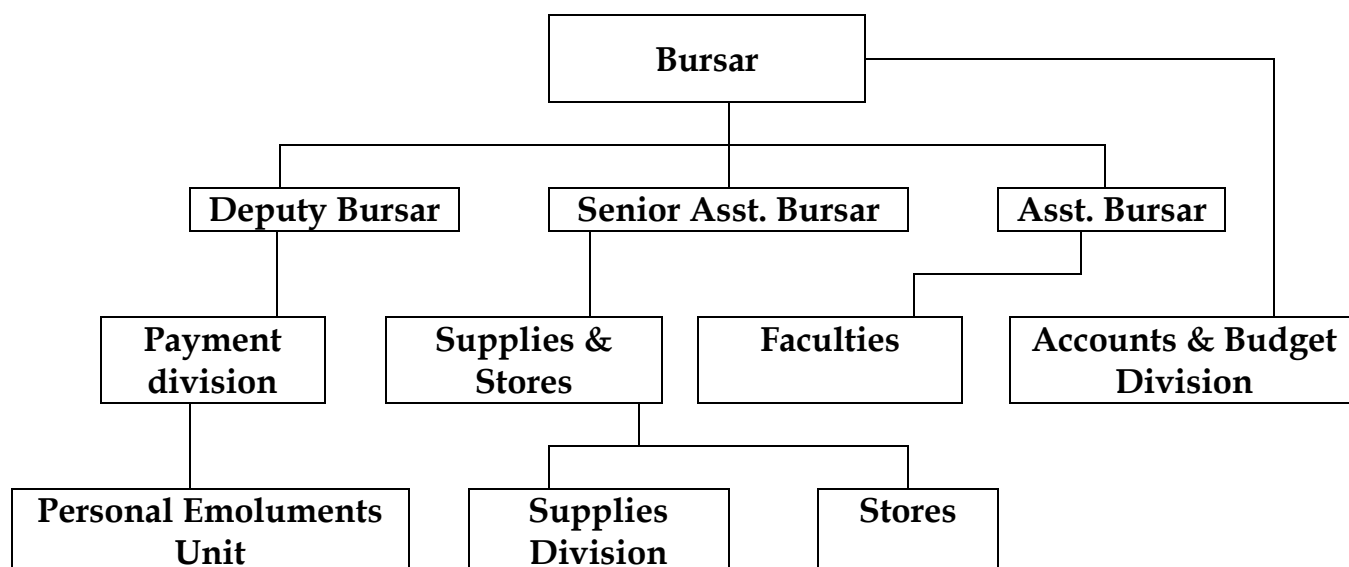 Bursar
Deputy Bursar
Senior Asst. Bursar
Asst. Bursar
Payment
division
Supplies &
Stores
Faculties
Accounts & Budget
Division
Personal Emoluments
Unit
Supplies
Division
Stores